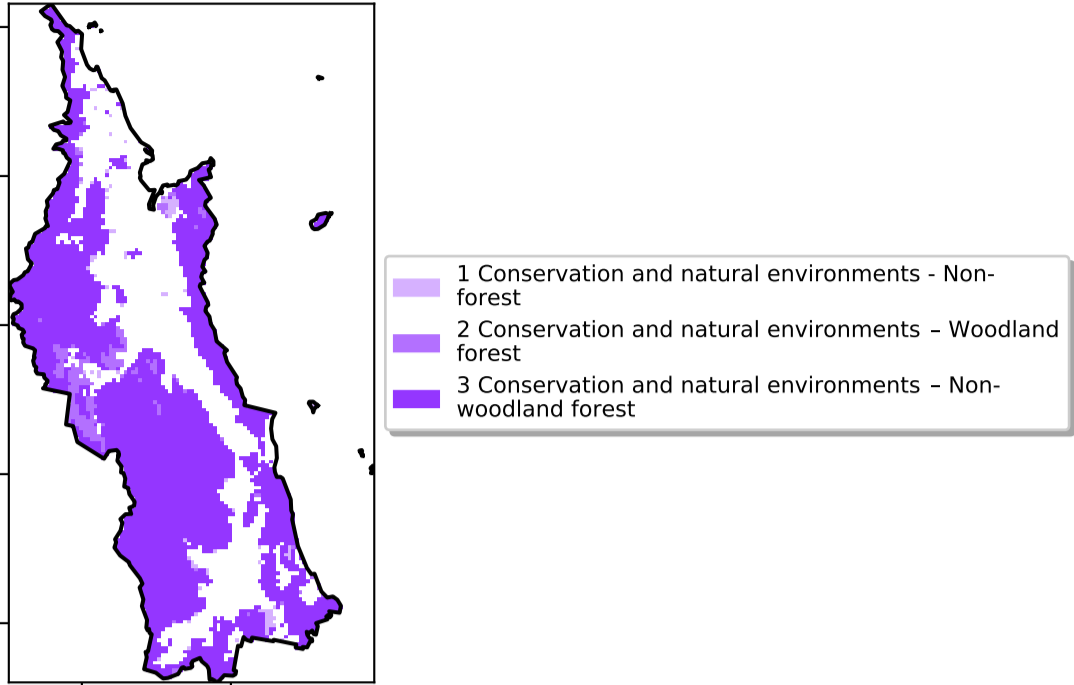 1 Conservation and natural environments - Non-
forest
2 Conservation and natural environments – Woodland
forest
3 Conservation and natural environments – Non-
woodland forest